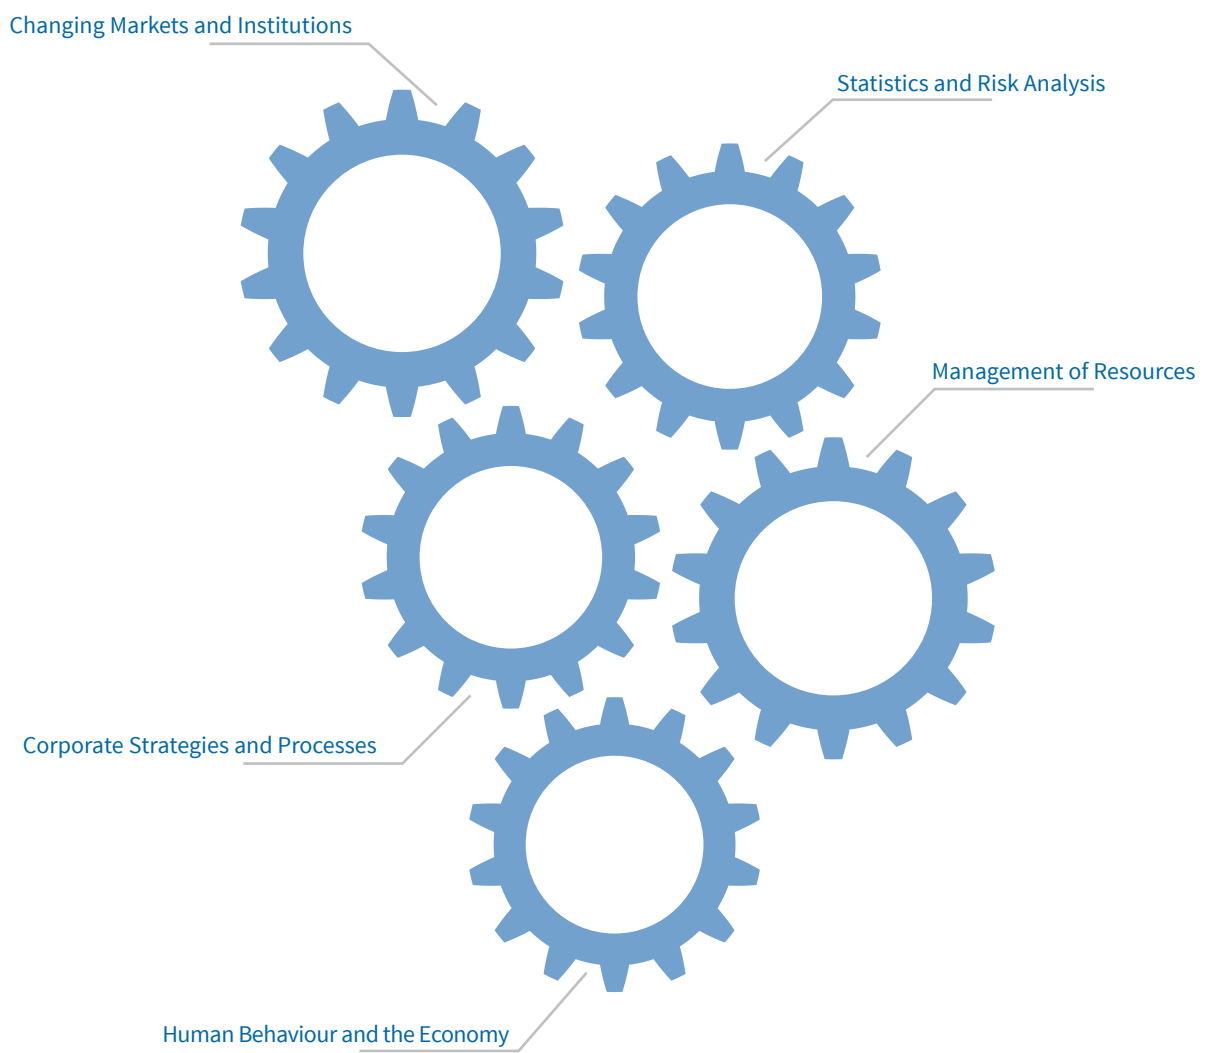 Changing Markets and Institutions
Statistics and Risk Analysis
Management of Resources
Corporate Strategies and Processes
Human Behaviour and the Economy